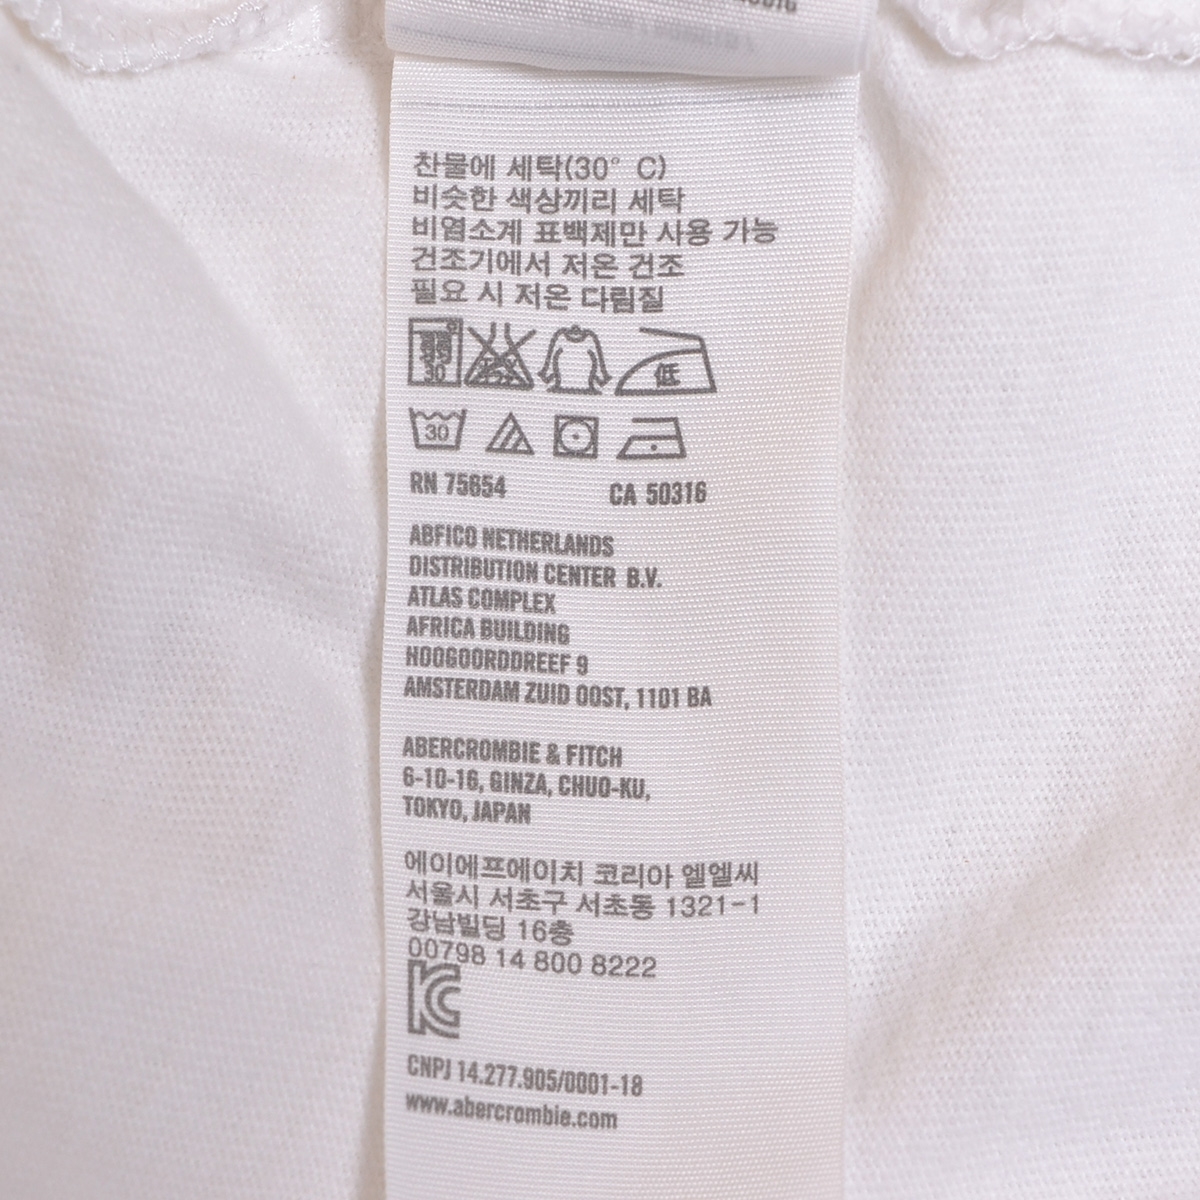 찬물에 세탁(30° C)
비슷한 색상끼리 세탁
비염소계 표백제만 사용 가능
건조기에서 저온 건조
필요 시 저온 다림질
30
低
30
RN 75654 CA 50316
ABFICO NETHERLANDS
DISTRIBUTION CENTER B.V.
ATLAS COMPLEX
AFRICA BUILDING
HOOGOORDDREEF 9
AMSTERDAM ZUID OOST, 1101 BA
ABERCROMBIE & FITCH
6-10-16, GINZA, CHUO-KU,
TOKYO, JAPAN
에이에프에이치 코리아 엘엘씨
서울시 서초구 서초동 1321-1
강남빌딩 16층
00798 14 800 8222
KC
CNPJ 14.277.905/0001-18
www.abercrombie.com